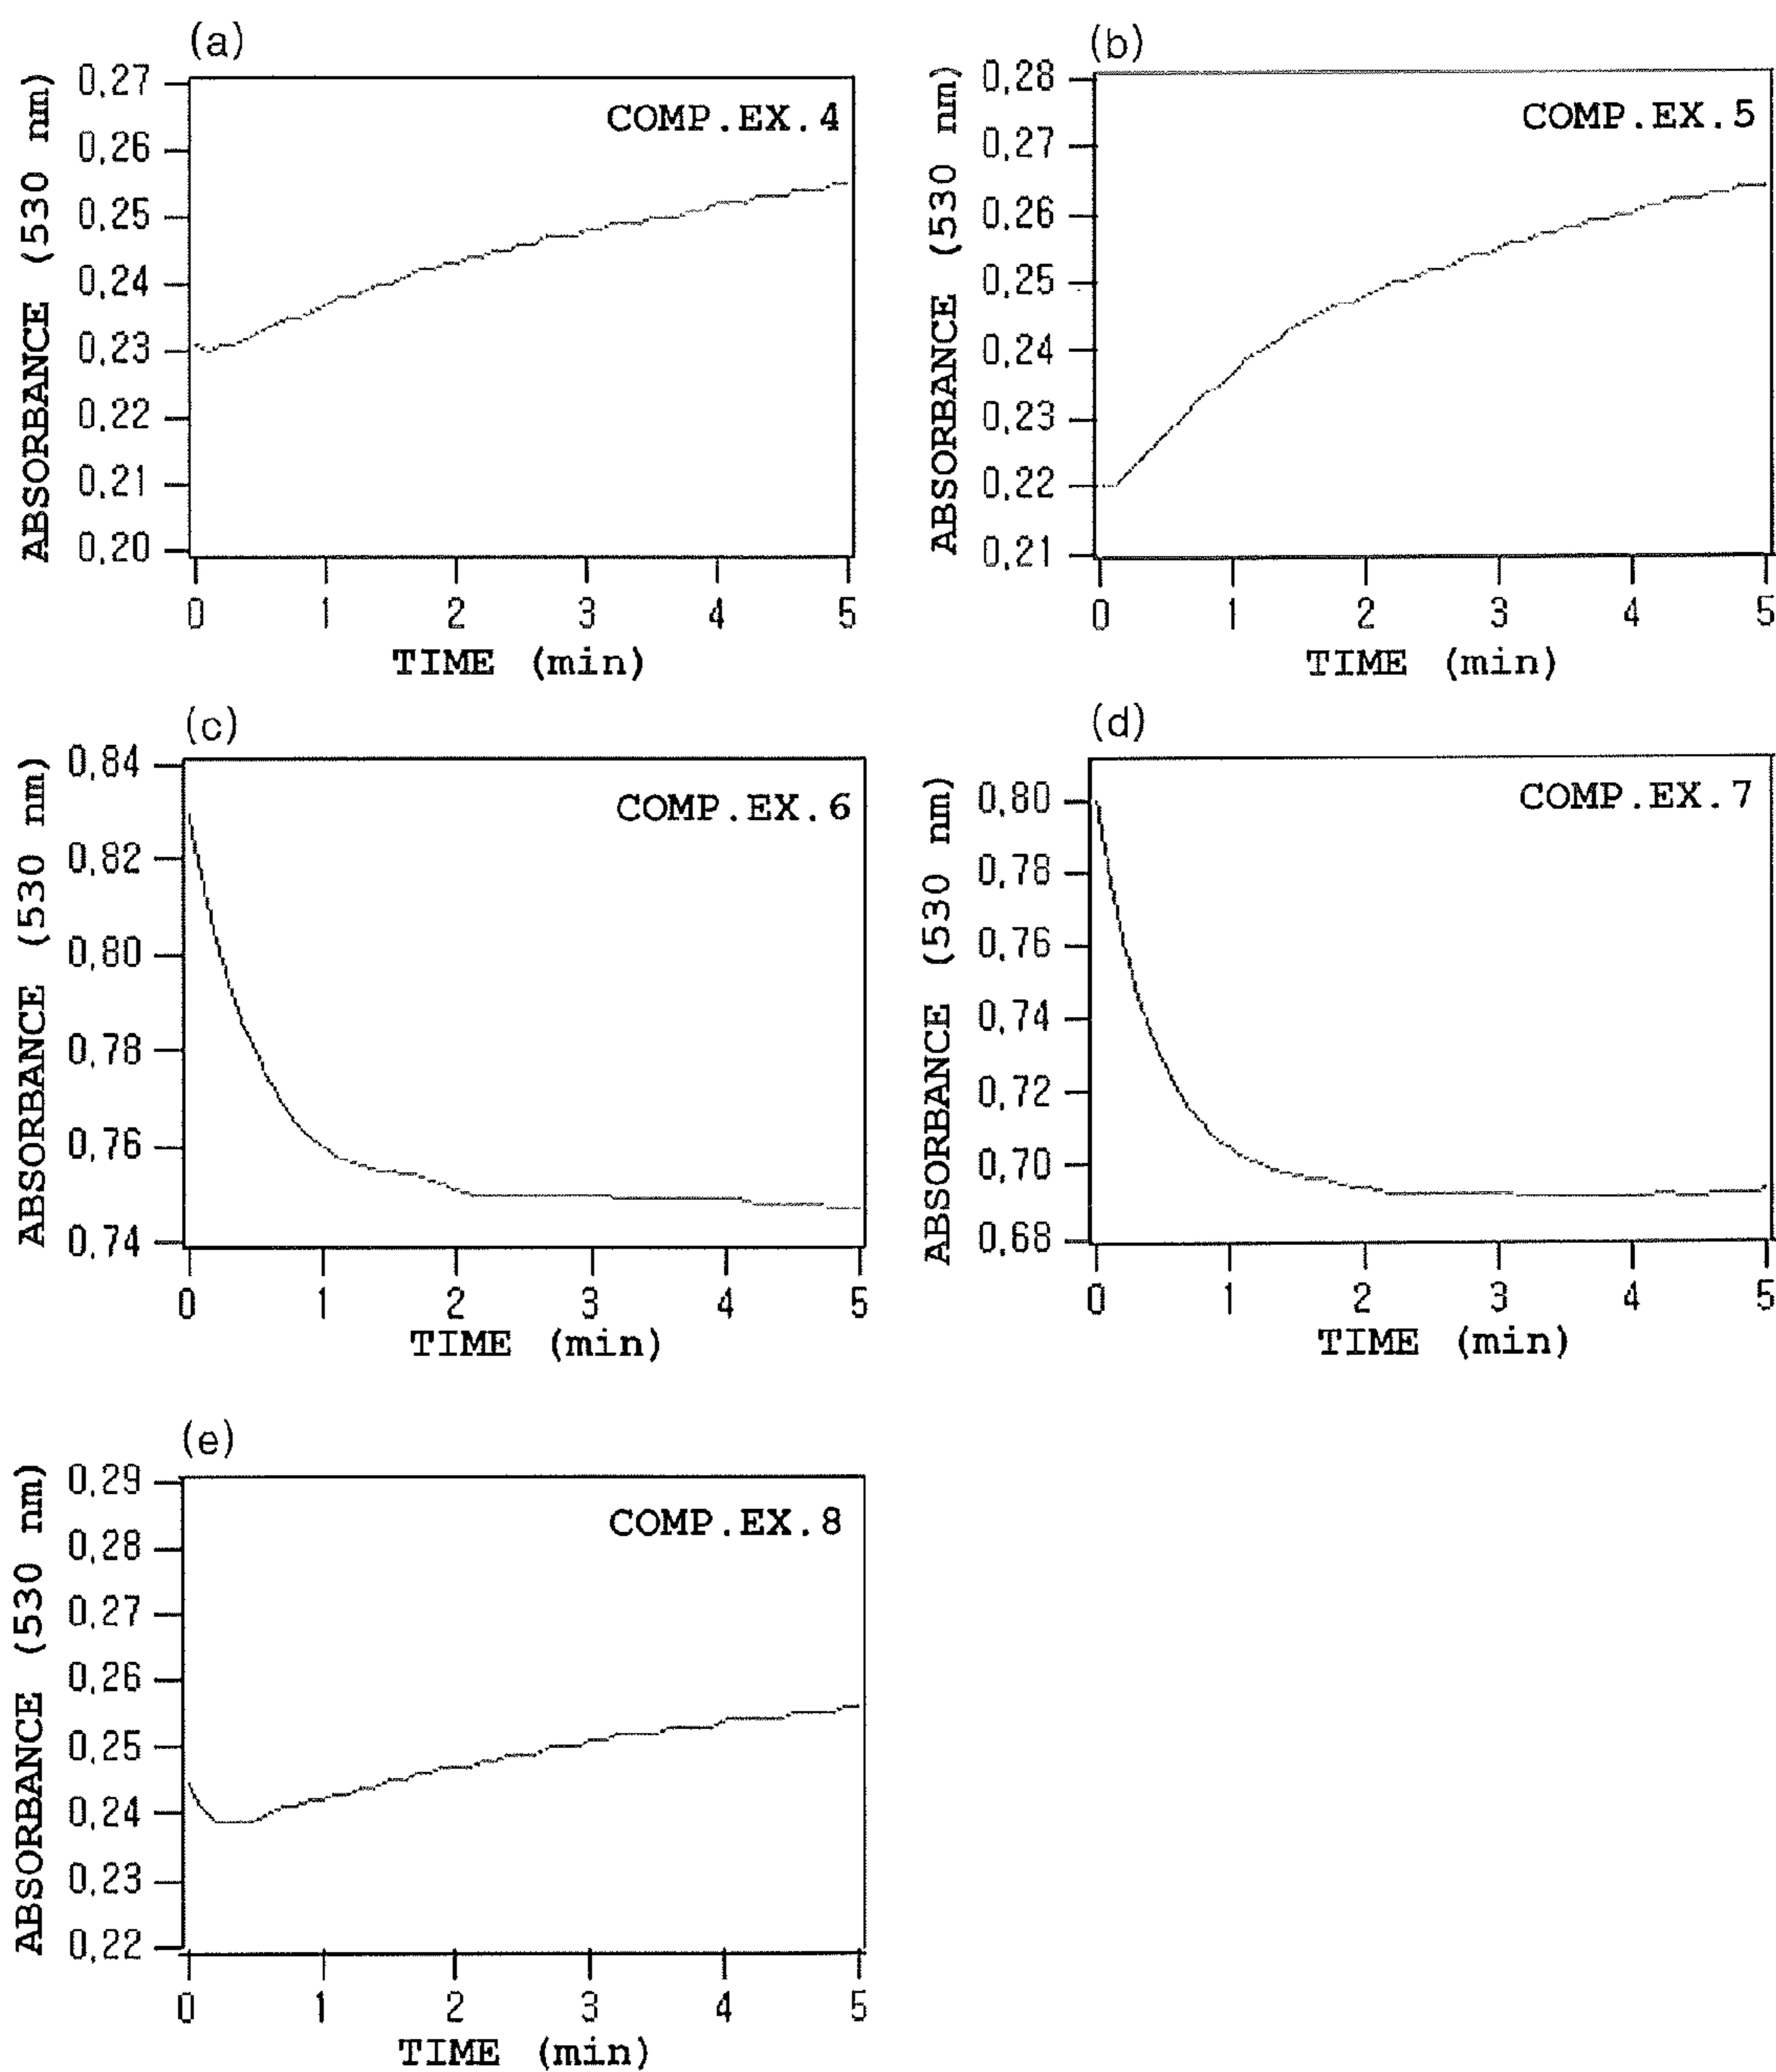 (a)
ABSORBANCE (530 nm)
0.27
0.26
0.25
0.24
0.23
0.22
0.21
0.20
COMP.EX.4
0 1 2 3 4 5
TIME (min)
(b)
ABSORBANCE (530 nm)
0.28
0.27
0.26
0.25
0.24
0.23
0.22
0.21
COMP.EX.5
0 1 2 3 4 5
TIME (min)
(c)
ABSORBANCE (530 nm)
0.84
0.82
0.80
0.78
0.76
0.74
COMP.EX.6
0 1 2 3 4 5
TIME (min)
(d)
ABSORBANCE (530 nm)
0.80
0.78
0.76
0.74
0.72
0.70
0.68
COMP.EX.7
0 1 2 3 4 5
TIME (min)
(e)
ABSORBANCE (530 nm)
0.29
0.28
0.27
0.26
0.25
0.24
0.23
0.22
COMP.EX.8
0 1 2 3 4 5
TIME (min)